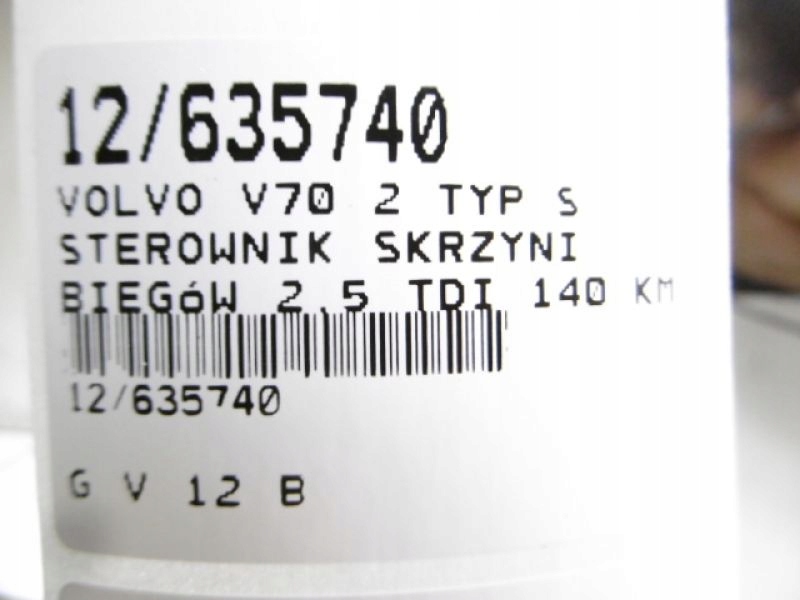 12/635740
VOLVO V70 2 TYP S
STEROWNIK SKRZYNI
BIEGóW 2.5 TDI 140 KM
12/635740
G V 12 B